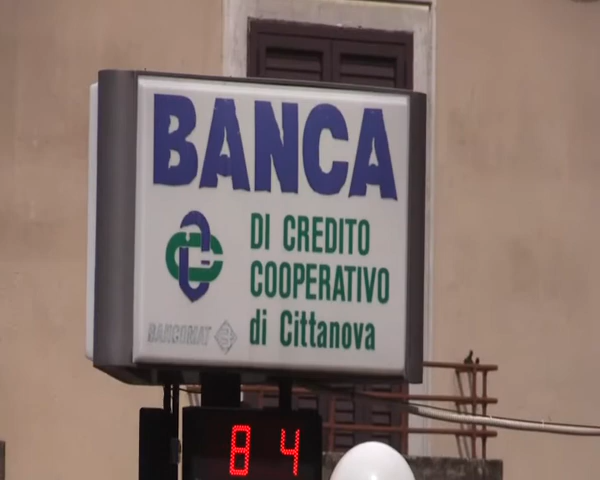 BANCA
DI CREDITO
COOPERATIVO
di Cittanova
BANCOMAT
84